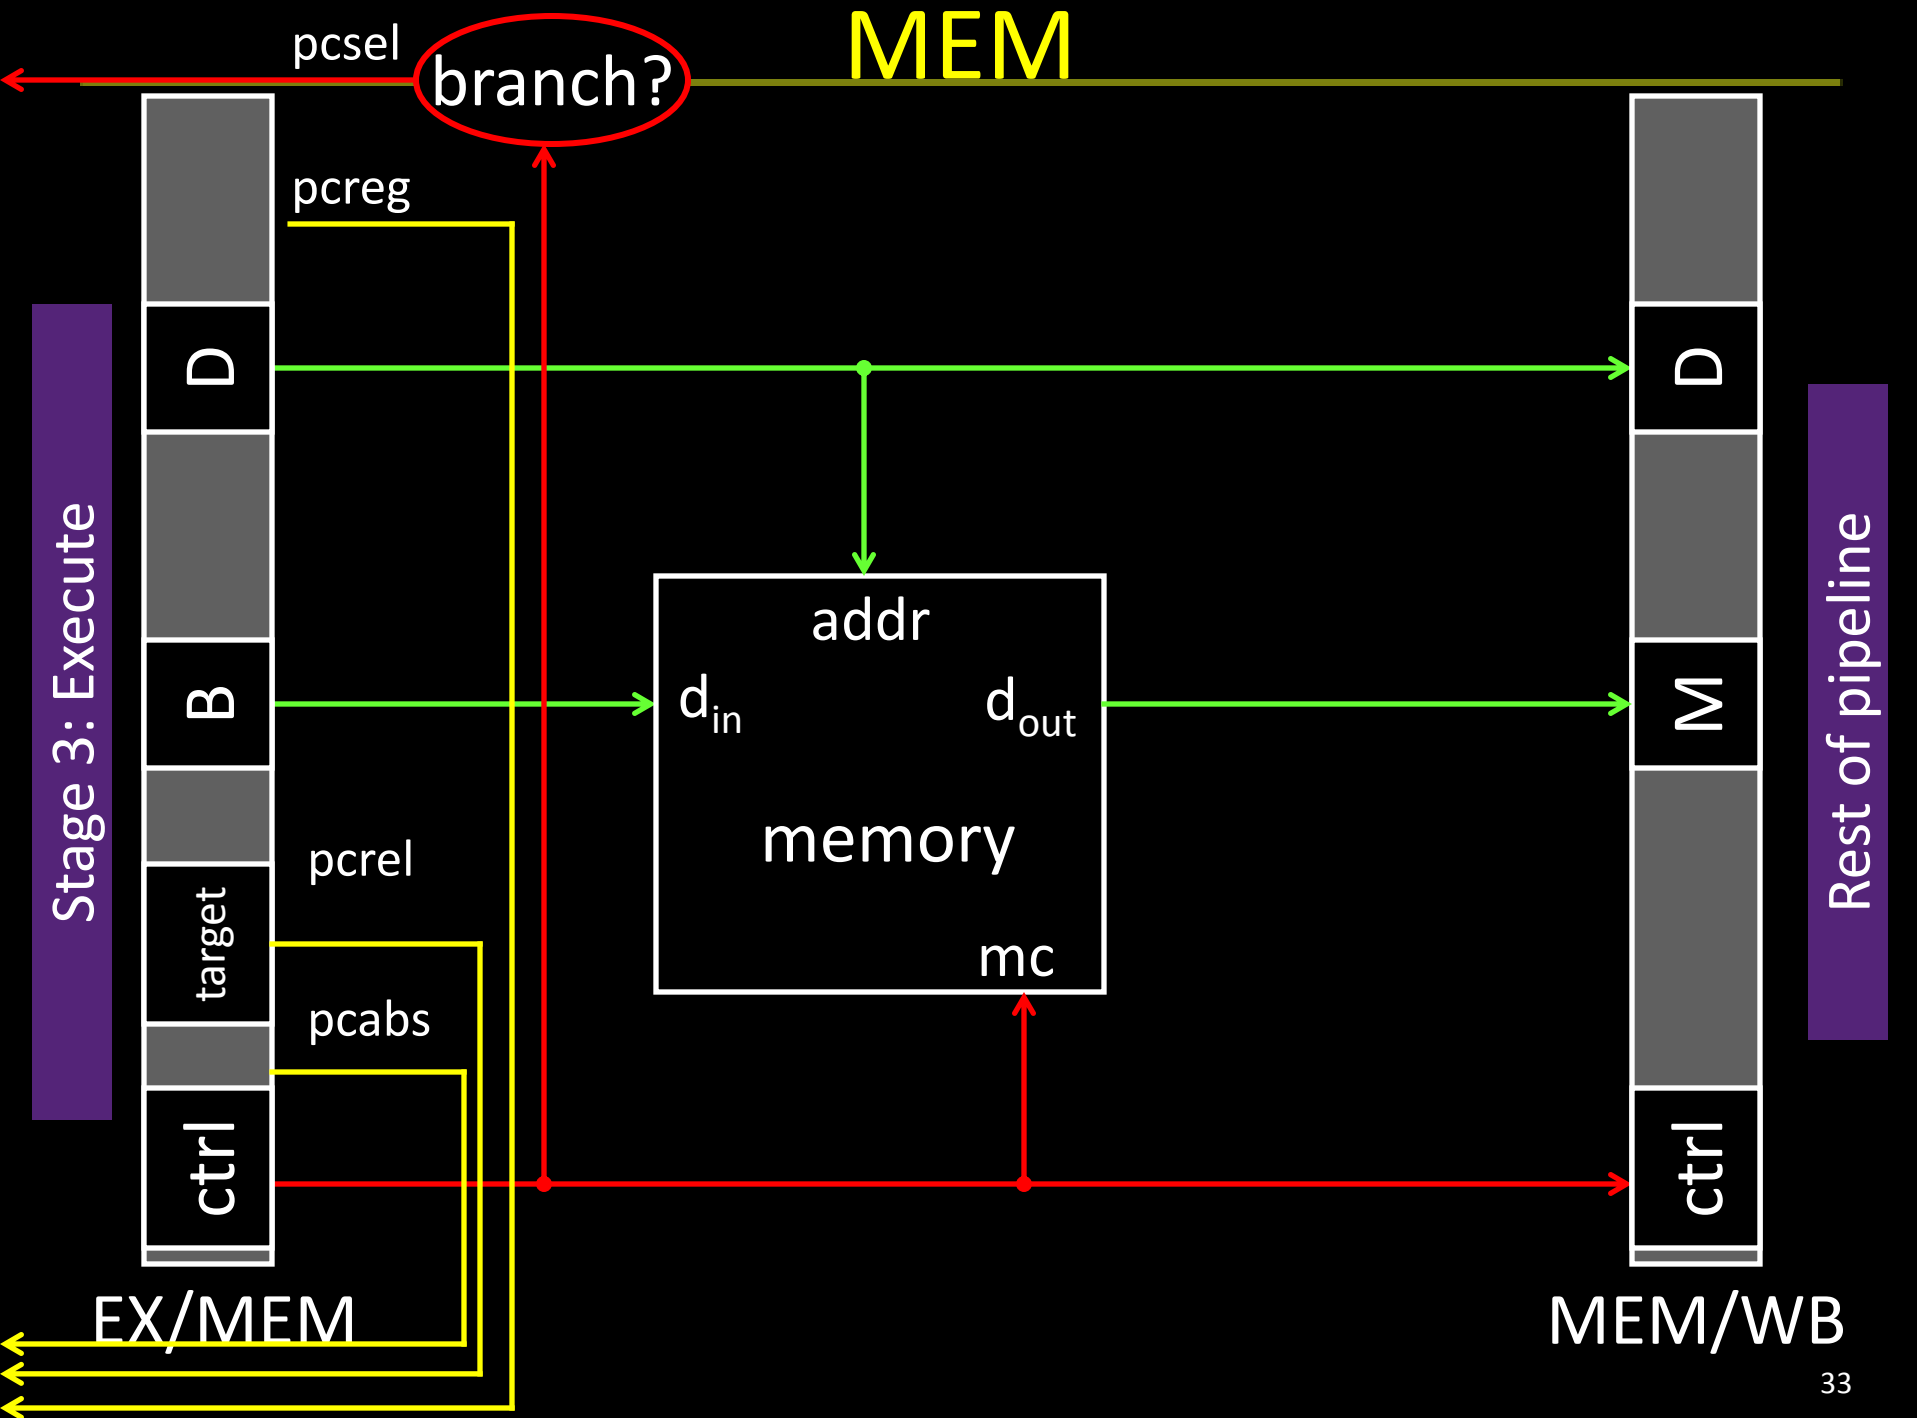 MEM
pcsel
branch?
pcreg
D
D
Stage 3: Execute
Rest of pipeline
addr
B
din
dout
M
memory
pcrel
target
mc
pcabs
ctrl
ctrl
EX/MEM
MEM/WB
33